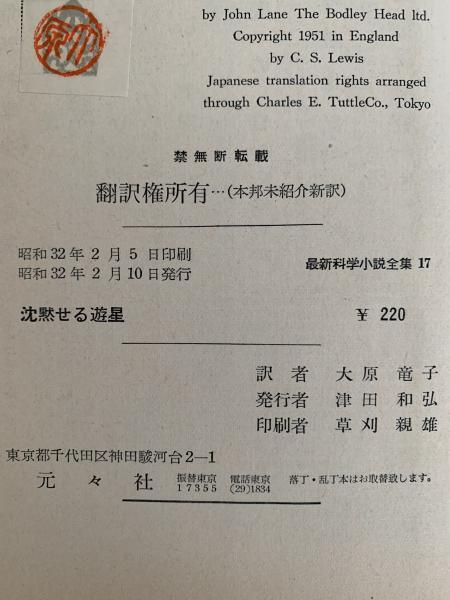 by John Lane The Bodley Head ltd.
Copyright 1951 in England
by C. S. Lewis
Japanese translation rights arranged
through Charles E. TuttleCo., Tokyo
禁無断転載
翻訳権所有…(本邦未紹介新訳)
昭和32年2月5日印刷
昭和32年2月10日発行
最新科学小説全集 17
沈黙せる遊星 ¥ 220
訳者 大原竜子
発行者 津田和弘
印刷者 草刈親雄
東京都千代田区神田駿河台2—1
元々社 振替東京 17355 電話東京 (29)1834 落丁・乱丁本はお取替致します。